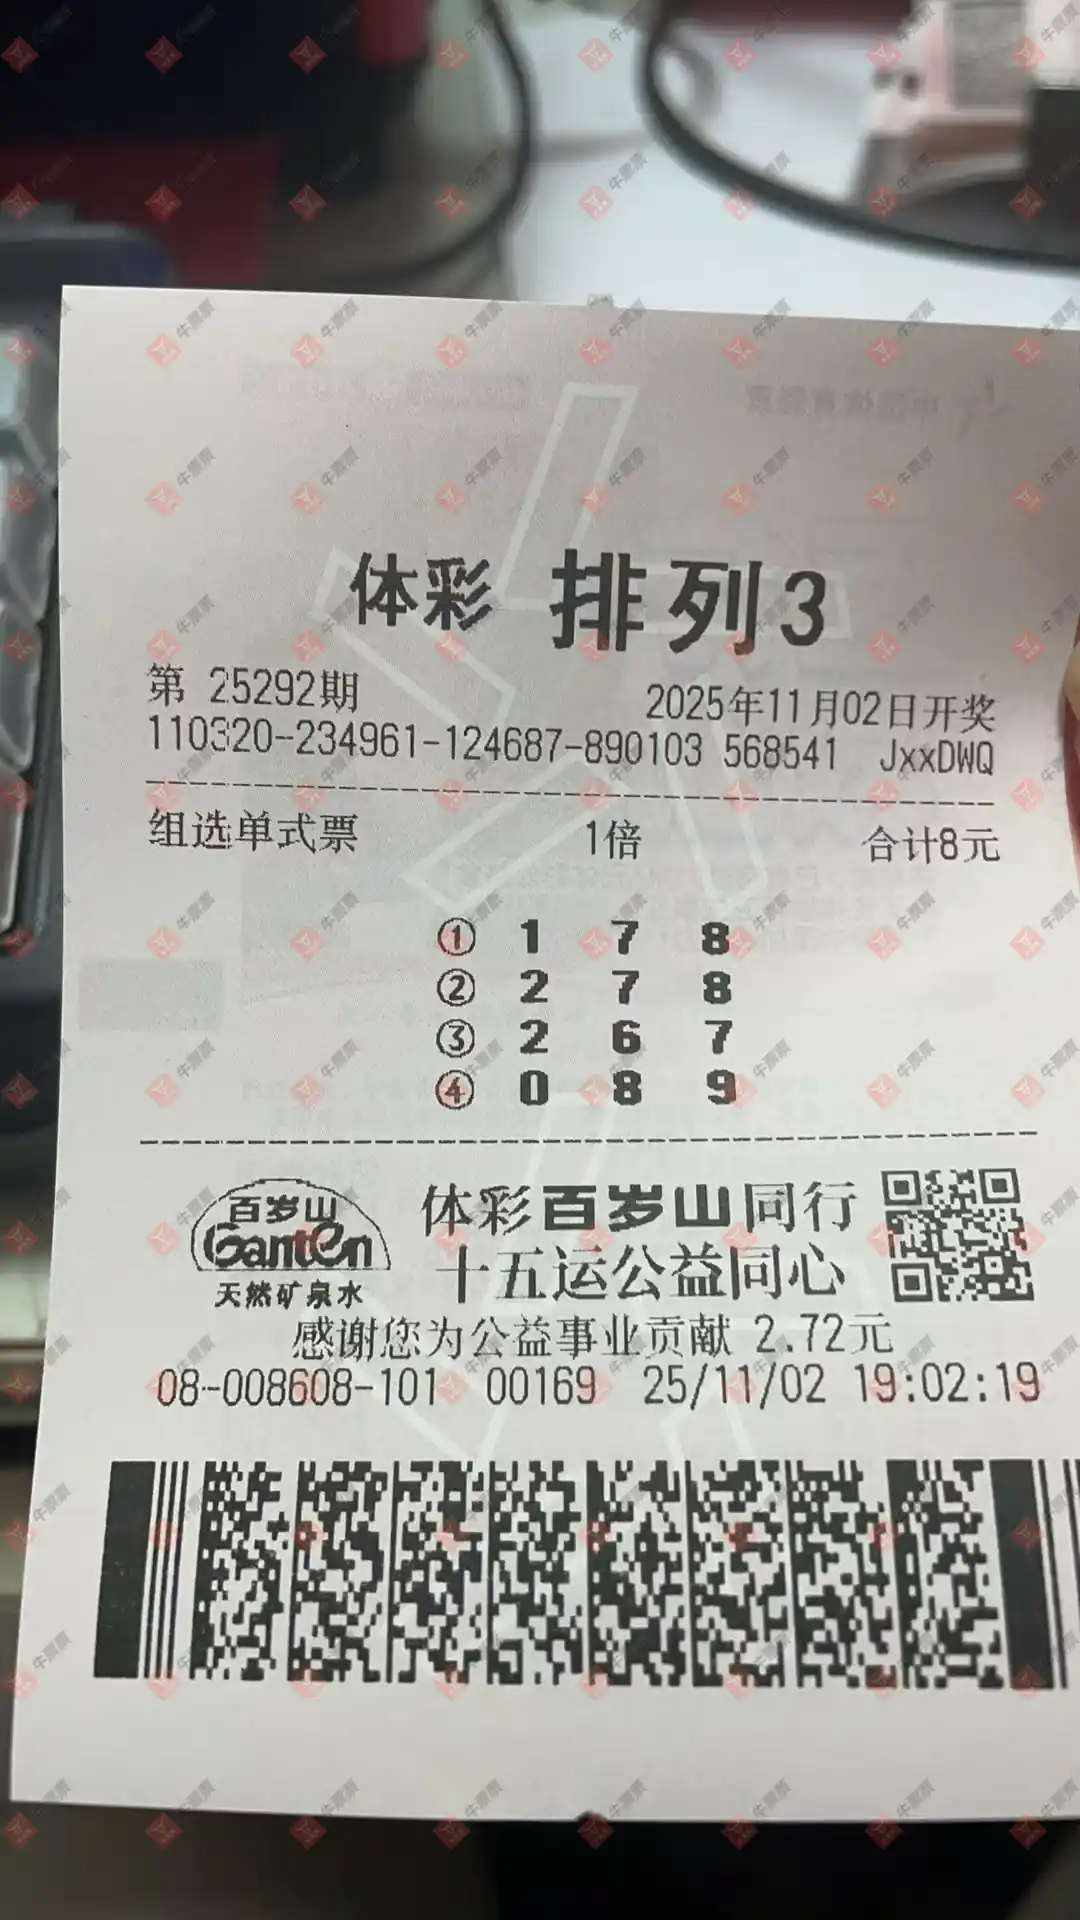 体彩 排列3
第 25292期 2025年11月02日开奖
110320-234961-124687-890103 568541 JxxDWQ
组选单式票 1倍 合计8元
① 1 7 8
② 2 7 8
③ 2 6 7
④ 0 8 9
百岁山 Ganten 天然矿泉水
体彩百岁山同行
十五运公益同心
感谢您为公益事业贡献 2.72元
08-008608-101 00169 25/11/02 19:02:19
牛票票